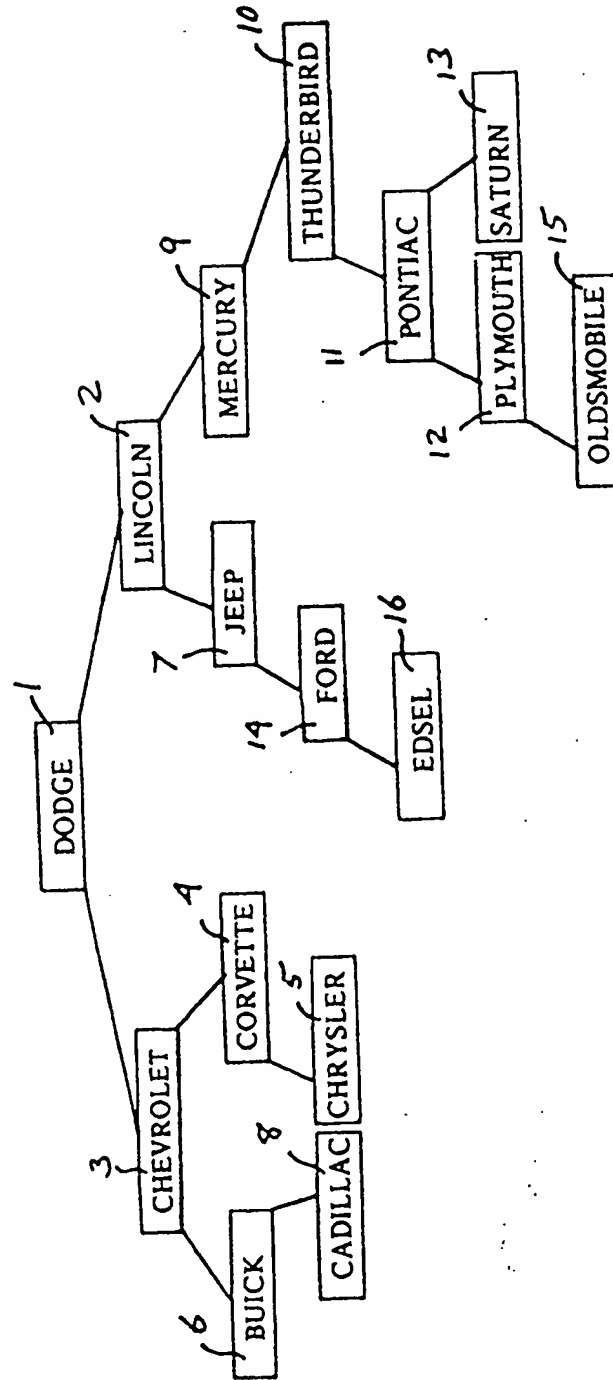 DODGE
1
CHEVROLET
3
LINCOLN
2
BUICK
6
CORVETTE
4
JEEP
7
MERCURY
9
CADILLAC
8
CHRYSLER
5
FORD
14
THUNDERBIRD
10
EDSEL
16
PONTIAC
11
PLYMOUTH
12
SATURN
13
OLDSMOBILE
15